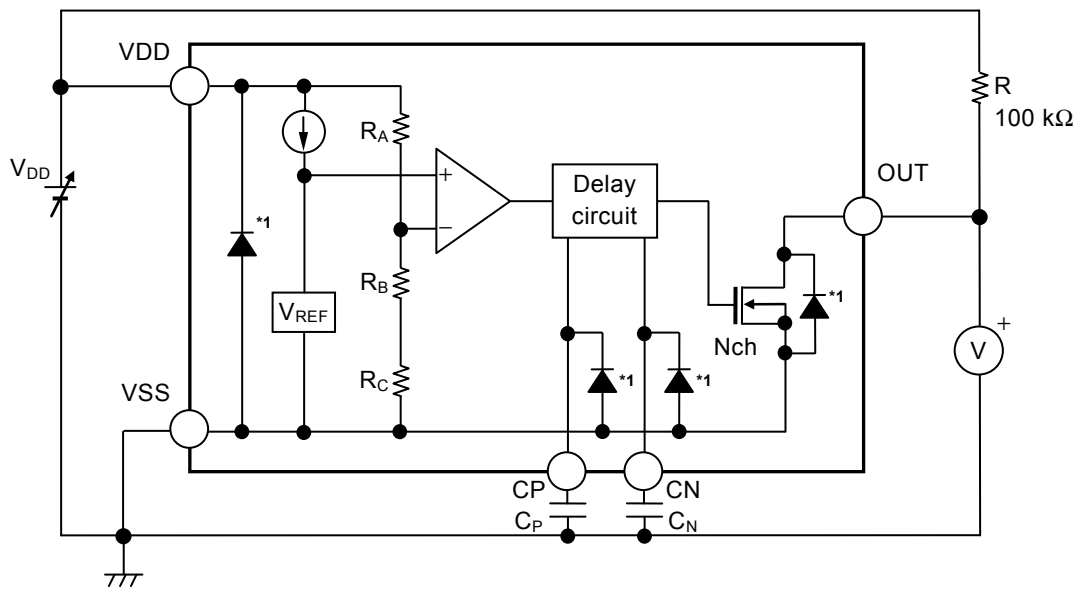 VDD
R
100 kΩ
RA
VDD
+
−
Delay
circuit
OUT
*1
RB
VREF
*1
Nch
+
V
RC
*1
*1
VSS
CP
CN
CP
CN